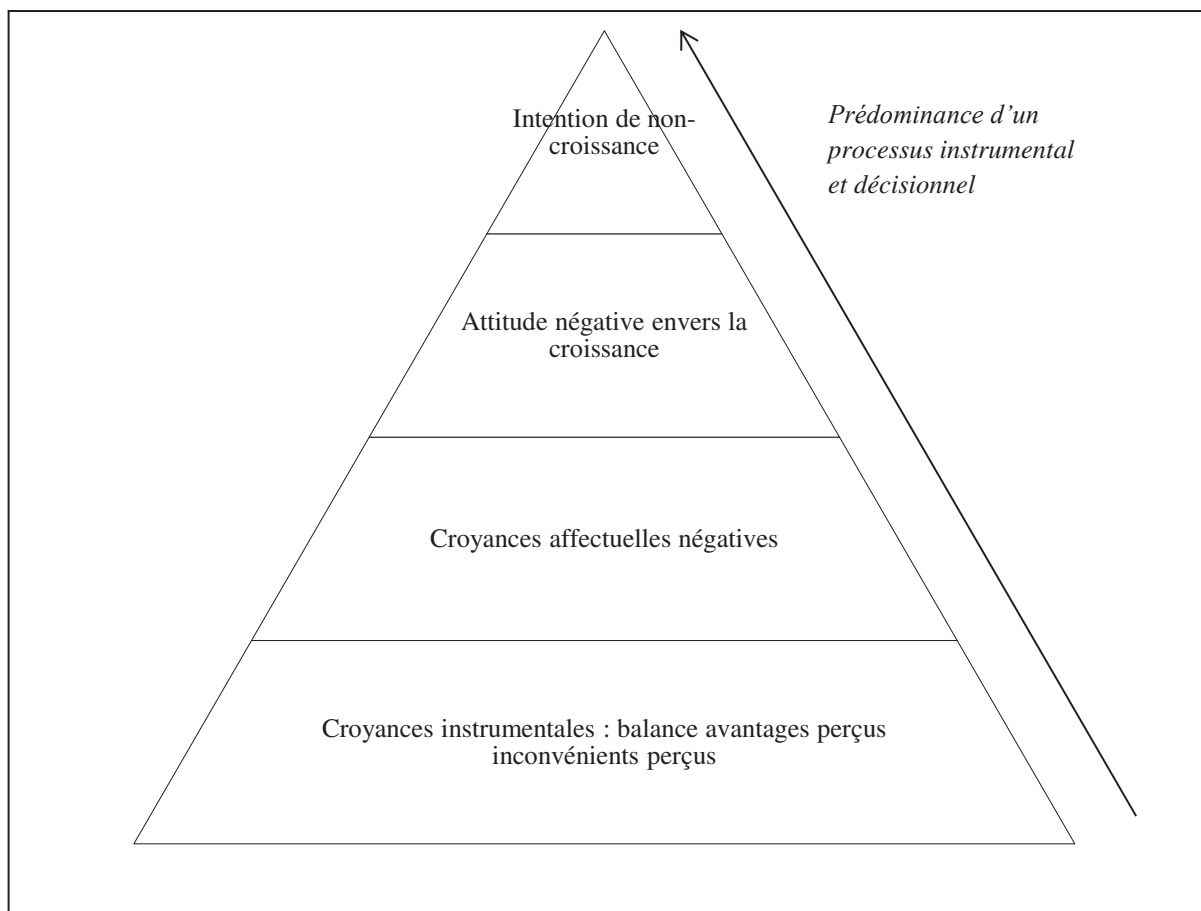 Intention de non-
croissance
Prédominance d’un
processus instrumental
et décisionnel
Attitude négative envers la
croissance
Croyances affectuelles négatives
Croyances instrumentales : balance avantages perçus
inconvénients perçus